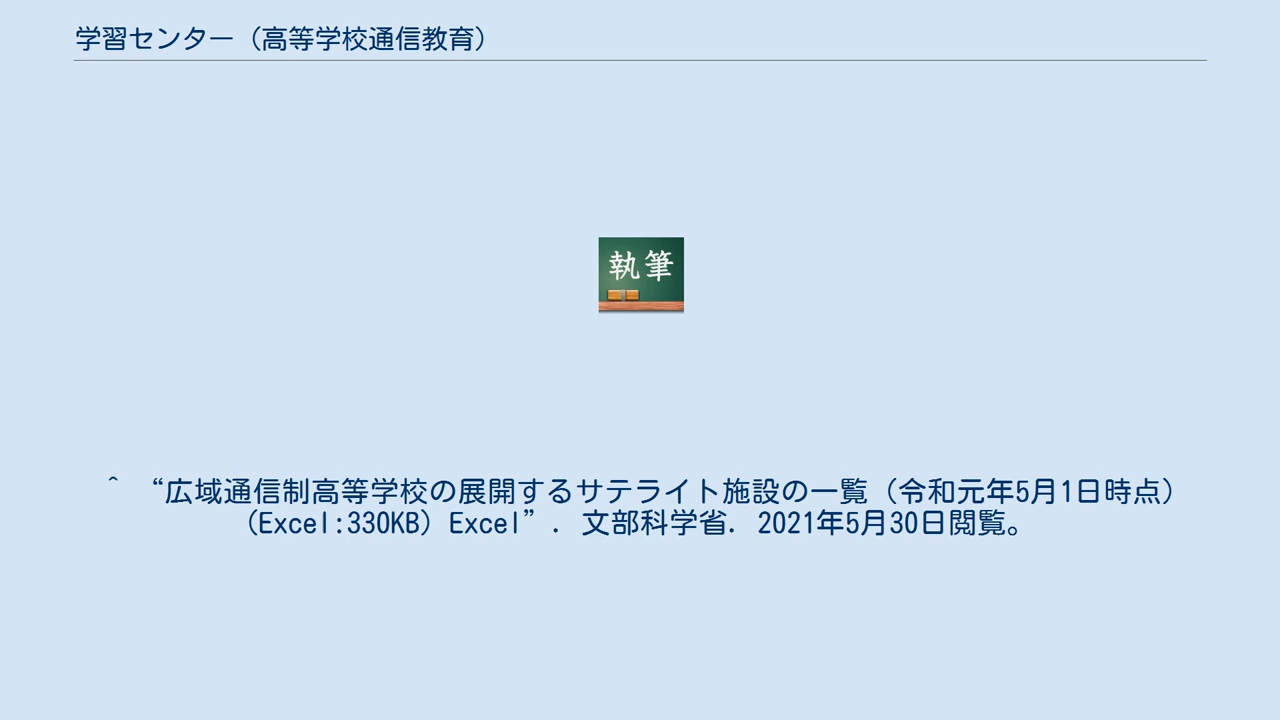 学習センター（高等学校通信教育）
執筆
^ “広域通信制高等学校の展開するサテライト施設の一覧（令和元年5月1日時点）
（Excel:330KB）Excel”. 文部科学省. 2021年5月30日閲覧。